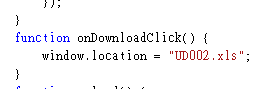 });
}
function onDownloadClick() {
window.location = "UD002.xls";
}